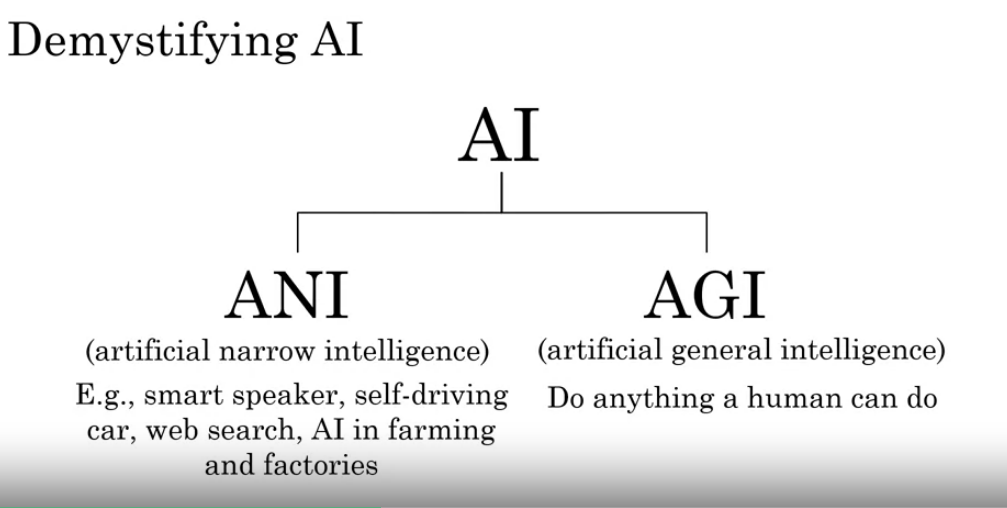 Demystifying AI
AI
ANI
(artificial narrow intelligence)
E.g., smart speaker, self-driving
car, web search, AI in farming
and factories
AGI
(artificial general intelligence)
Do anything a human can do